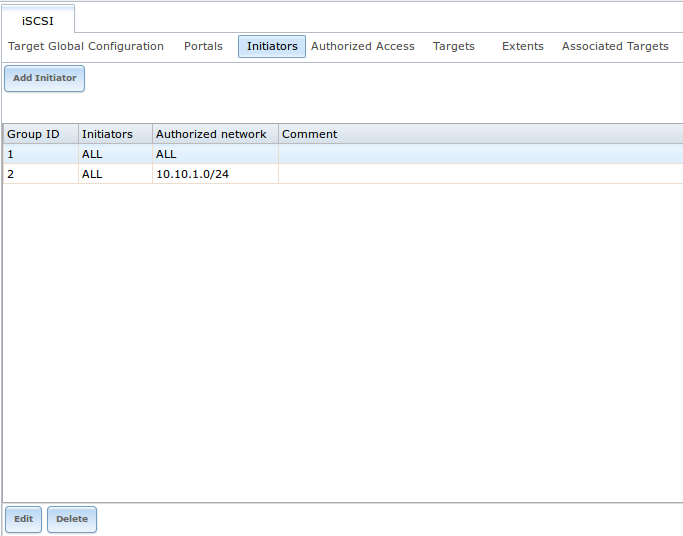 iSCSI
Target Global Configuration Portals Initiators Authorized Access Targets Extents Associated Targets
Add Initiator
Group ID Initiators Authorized network Comment
1 ALL ALL
2 ALL 10.10.1.0/24
Edit Delete